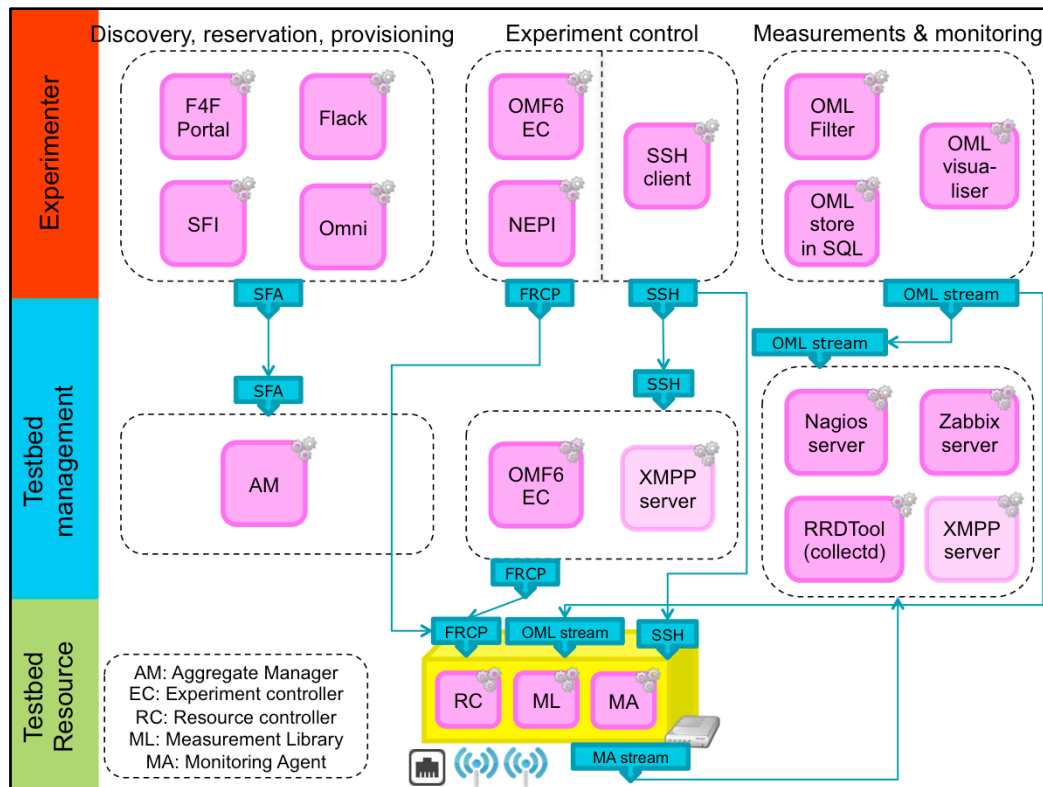 Discovery, reservation, provisioning
Experiment control
Measurements & monitoring
Experimenter
F4F
Portal
Flack
SFI
Omni
OMF6
EC
NEPI
SSH
client
OML
Filter
OML
visua-
liser
OML
store
in SQL
SFA
FRCP
SSH
OML stream
Testbed
management
OML stream
SFA
SSH
AM
OMF6
EC
XMPP
server
Nagios
server
Zabbix
server
RRDTool
(collectd)
XMPP
server
FRCP
Testbed
Resource
FRCP
OML stream
SSH
RC
ML
MA
MA stream
AM: Aggregate Manager
EC: Experiment controller
RC: Resource controller
ML: Measurement Library
MA: Monitoring Agent